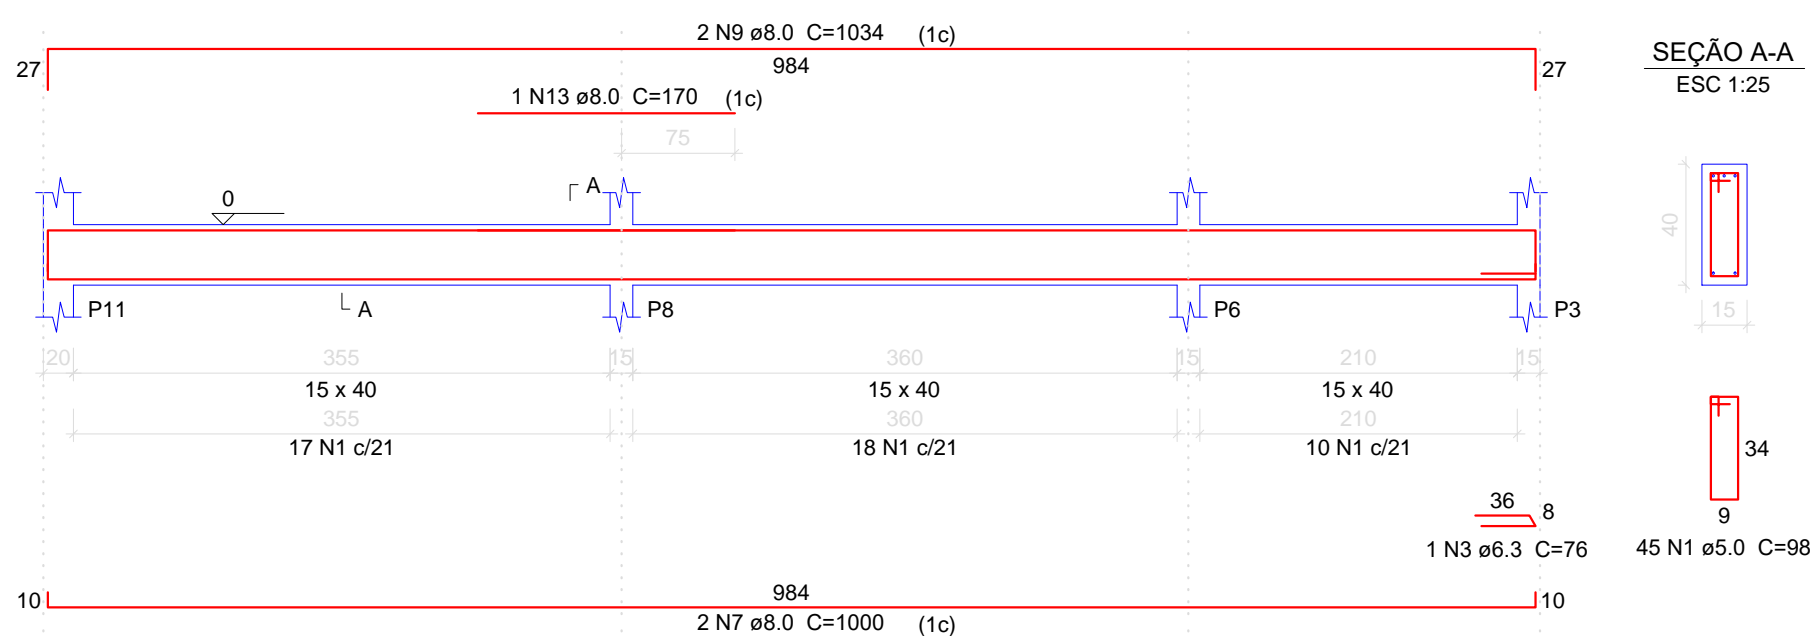 2 N9 ø8.0 C=1034 (1c)
27 984 27
1 N13 ø8.0 C=170 (1c)
75
SEÇÃO A-A
ESC 1:25
0 A
40
15
P11 A P8 P6 P3
20 355 15 360 15 210 15
15 x 40 15 x 40 15 x 40
355 360 210
17 N1 c/21 18 N1 c/21 10 N1 c/21
34
9
45 N1 ø5.0 C=98
36 8
1 N3 ø6.3 C=76
10 984 10
2 N7 ø8.0 C=1000 (1c)